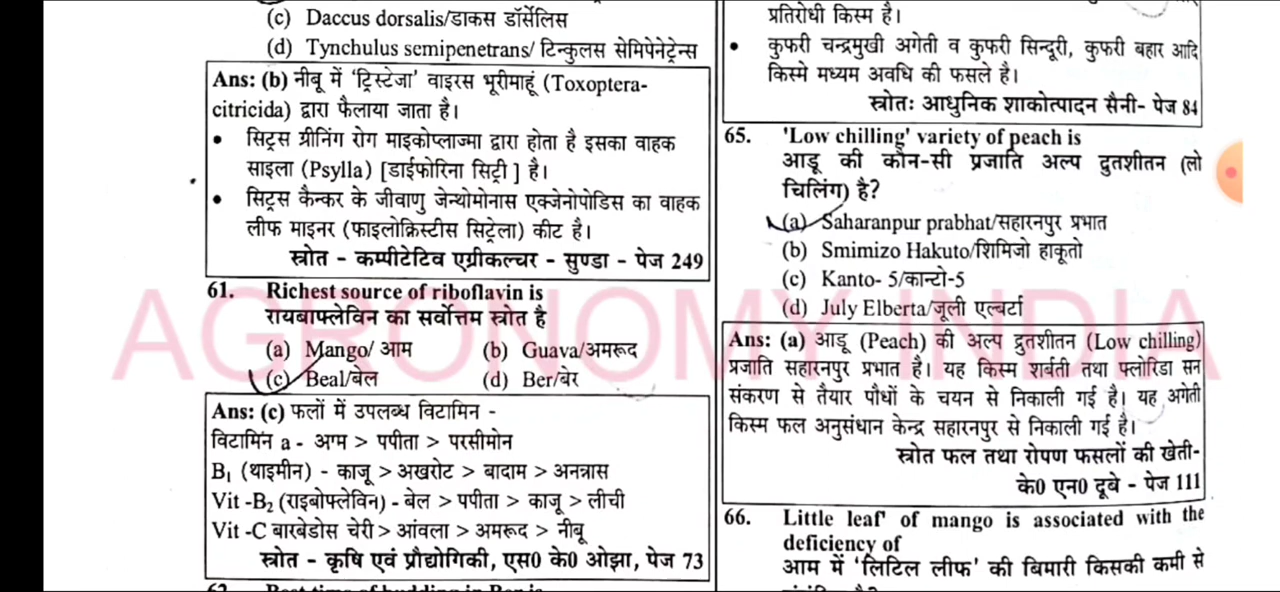 (c) Daccus dorsalis/डाकस डॉर्सेलिस
(d) Tynchulus semipenetrans/ टिन्कुलस सेमिपेनेट्रेन्स
Ans: (b) नीबू में ‘ट्रिस्टेजा’ वाइरस भूरीमाहूं (Toxoptera-
citricida) द्वारा फैलाया जाता है।
• सिट्रस ग्रीनिंग रोग माइकोप्लाज्मा द्वारा होता है इसका वाहक
साइला (Psylla) [डाईफोरिना सिट्री ] है।
• सिट्रस कैन्कर के जीवाणु जेन्थोमोनास एक्जेनोपोडिस का वाहक
लीफ माइनर (फाइलोक्रिस्टीस सिट्रेला) कीट है।
स्त्रोत - कम्पीटेटिव एग्रीकल्चर - सुण्डा - पेज 249
61. Richest source of riboflavin is
रायबाफ्लेविन का सर्वोत्तम स्त्रोत है
(a) Mango/ आम (b) Guava/अमरूद
(c) Beal/बेल (d) Ber/बेर
Ans: (c) फलों में उपलब्ध विटामिन -
विटामिन a - आम > पपीता > परसीमोन
B₁ (थाइमीन) - काजू > अखरोट > बादाम > अनन्नास
Vit -B₂ (राइबोफ्लेविन) - बेल > पपीता > काजू > लीची
Vit -C बारबेडोस चेरी > आंवला > अमरूद > नीबू
स्त्रोत - कृषि एवं प्रौद्योगिकी, एस0 के0 ओझा, पेज 73
प्रतिरोधी किस्म है।
• कुफरी चन्द्रमुखी अगेती व कुफरी सिन्दूरी, कुफरी बहार आदि
किस्मे मध्यम अवधि की फसले है।
स्त्रोतः आधुनिक शाकोत्पादन सैनी- पेज 84
65. 'Low chilling' variety of peach is
आडू की कौन-सी प्रजाति अल्प द्रुतशीतन (लो
चिलिंग) है?
(a) Saharanpur prabhat/सहारनपुर प्रभात
(b) Smimizo Hakuto/शिमिजो हाकूतो
(c) Kanto- 5/कान्टो-5
(d) July Elberta/जूली एल्बर्टा
Ans: (a) आडू (Peach) की अल्प द्रुतशीतन (Low chilling)
प्रजाति सहारनपुर प्रभात है। यह किस्म शर्बती तथा फ्लोरिडा सन
संकरण से तैयार पौधों के चयन से निकाली गई है। यह अगेती
किस्म फल अनुसंधान केन्द्र सहारनपुर से निकाली गई है।
स्त्रोत फल तथा रोपण फसलों की खेती-
के0 एन0 दूबे - पेज 111
66. Little leaf' of mango is associated with the
deficiency of
आम में ‘लिटिल लीफ’ की बिमारी किसकी कमी से
AGRONOMY INDIA